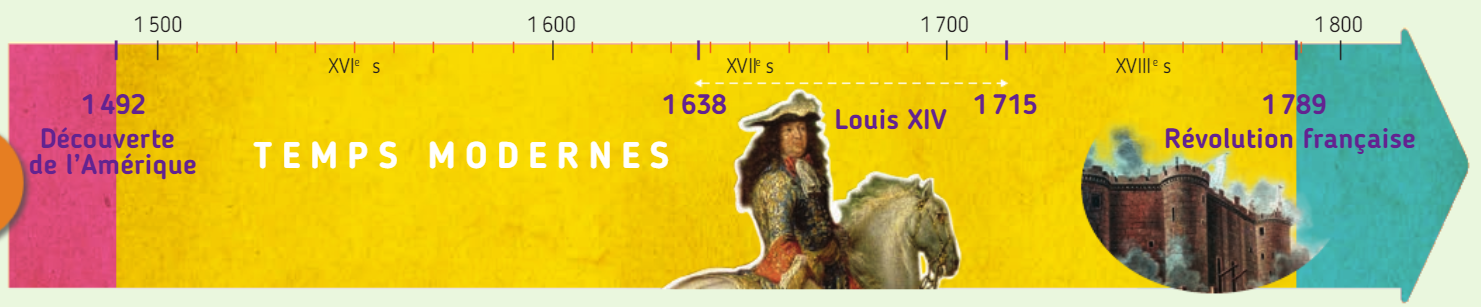 1 500 1 600 1 700 1 800
XVIe s XVIIe s XVIIIe s
1 492 1 638 1 715 1 789
Louis XIV
Découverte
de l'Amérique
TEMPS MODERNES
Révolution française